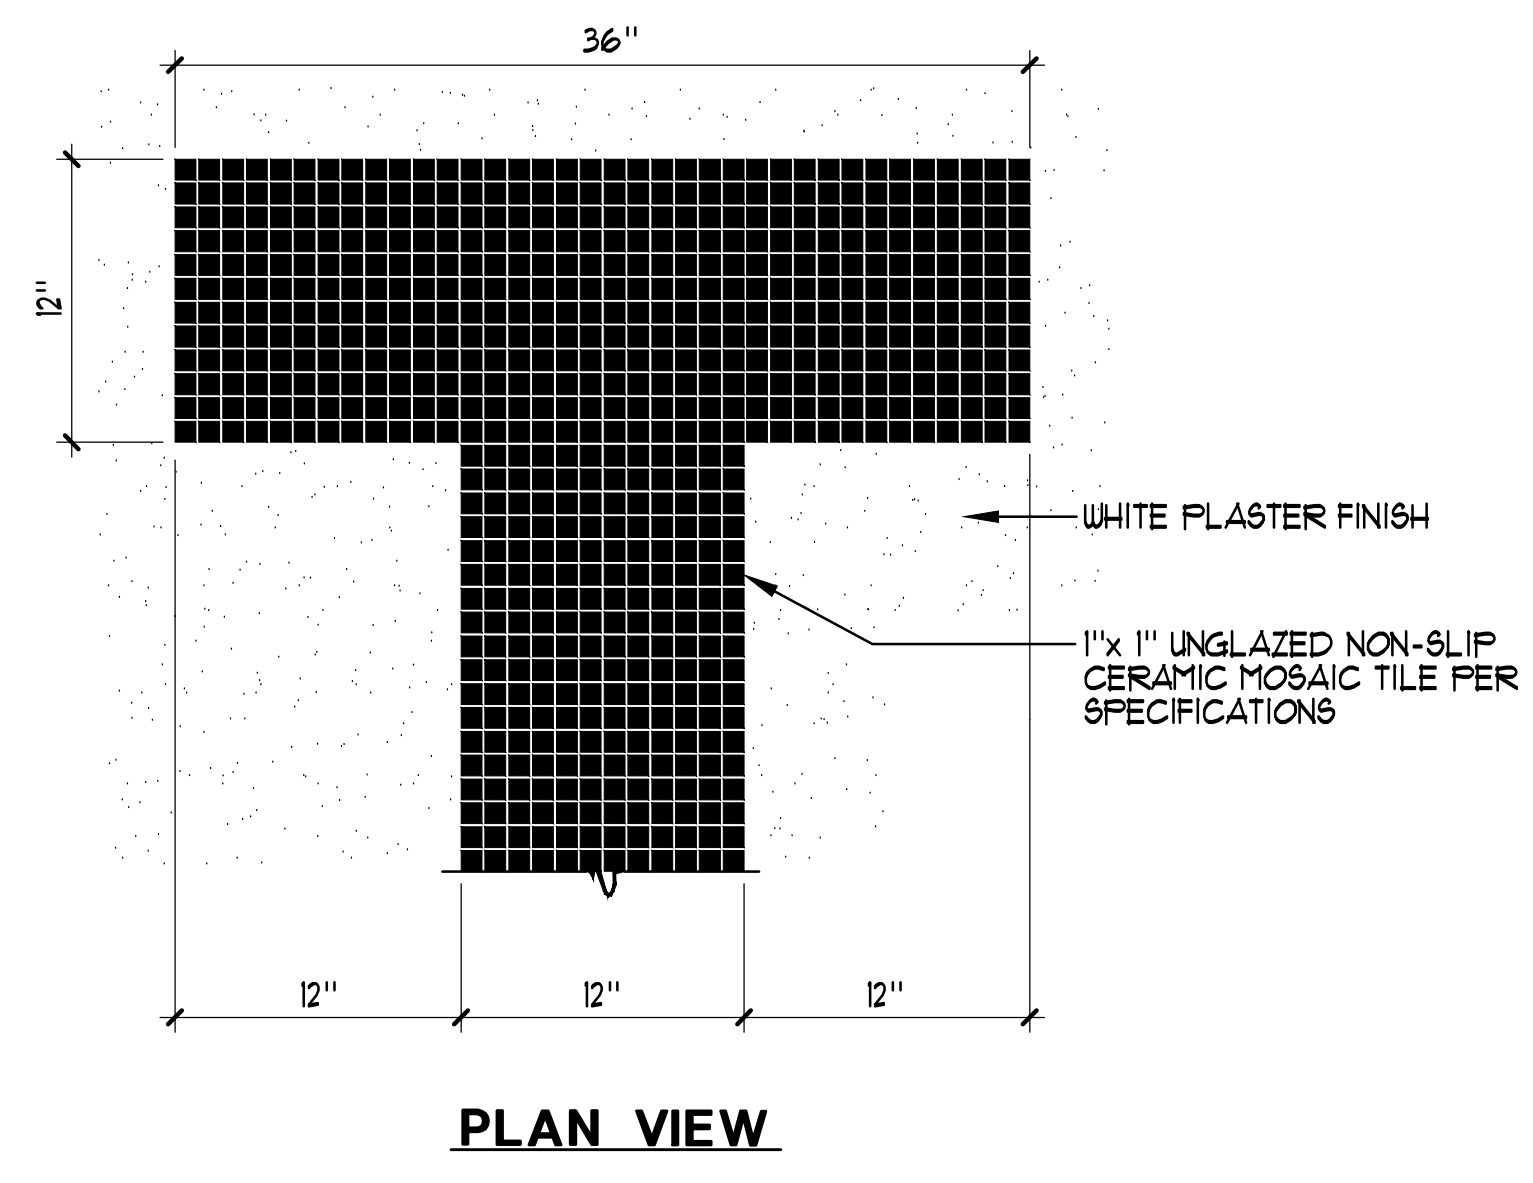 36"
12"
WHITE PLASTER FINISH
1"x 1" UNGLAZED NON-SLIP
CERAMIC MOSAIC TILE PER
SPECIFICATIONS
12" 12" 12"
PLAN VIEW